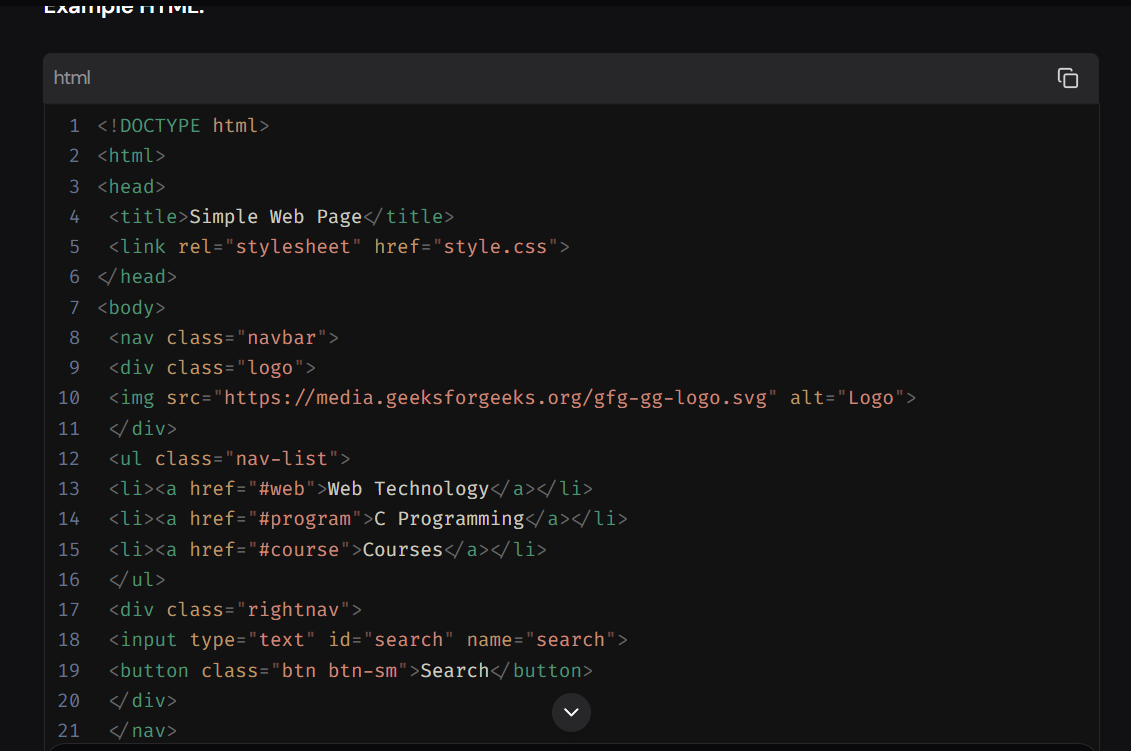 Example HTML:
html
1 <!DOCTYPE html>
2 <html>
3 <head>
4 <title>Simple Web Page</title>
5 <link rel="stylesheet" href="style.css">
6 </head>
7 <body>
8 <nav class="navbar">
9 <div class="logo">
10 <img src="https://media.geeksforgeeks.org/gfg-gg-logo.svg" alt="Logo">
11 </div>
12 <ul class="nav-list">
13 <li><a href="#web">Web Technology</a></li>
14 <li><a href="#program">C Programming</a></li>
15 <li><a href="#course">Courses</a></li>
16 </ul>
17 <div class="rightnav">
18 <input type="text" id="search" name="search">
19 <button class="btn btn-sm">Search</button>
20 </div>
21 </nav>